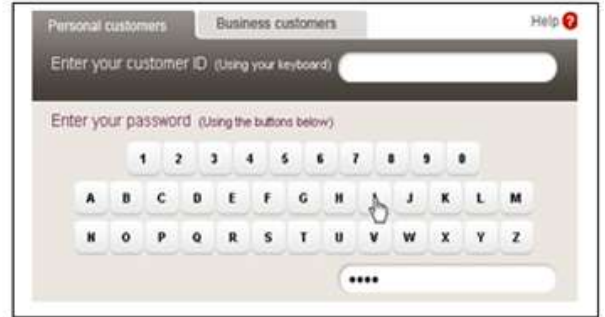 Personal customers Business customers Help ?
Enter your customer ID (Using your keyboard)
Enter your password (Using the buttons below)
1 2 3 4 5 6 7 8 9 0
A B C D E F G H I J K L M
N O P Q R S T U V W X Y Z
••••